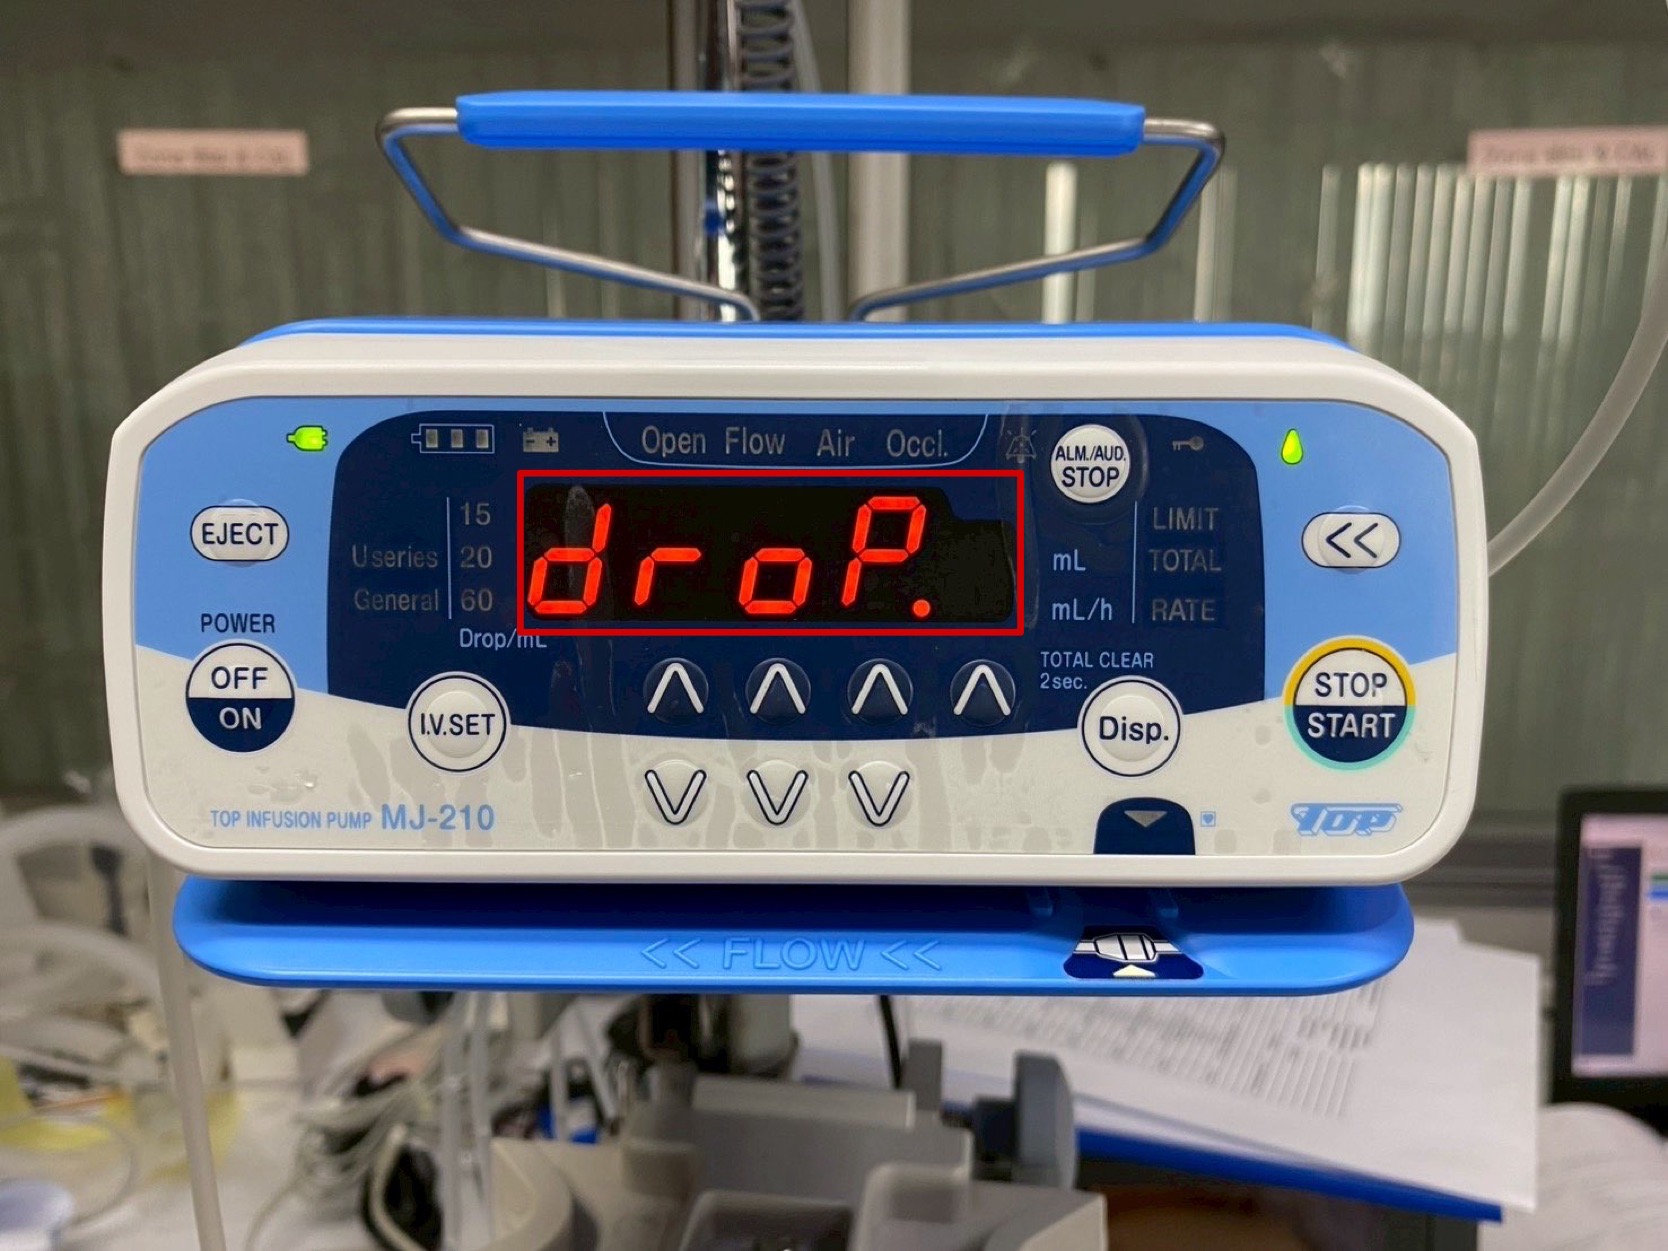 Open Flow Air Occl.
ALM./AUD.
STOP
EJECT
15
Useries 20
General 60
Drop/mL
droP.
mL
mL/h
LIMIT
TOTAL
RATE
<<
POWER
OFF
ON
I.V.SET
TOTAL CLEAR
2sec.
Disp.
STOP
START
TOP INFUSION PUMP MJ-210
TOP
<< FLOW <<